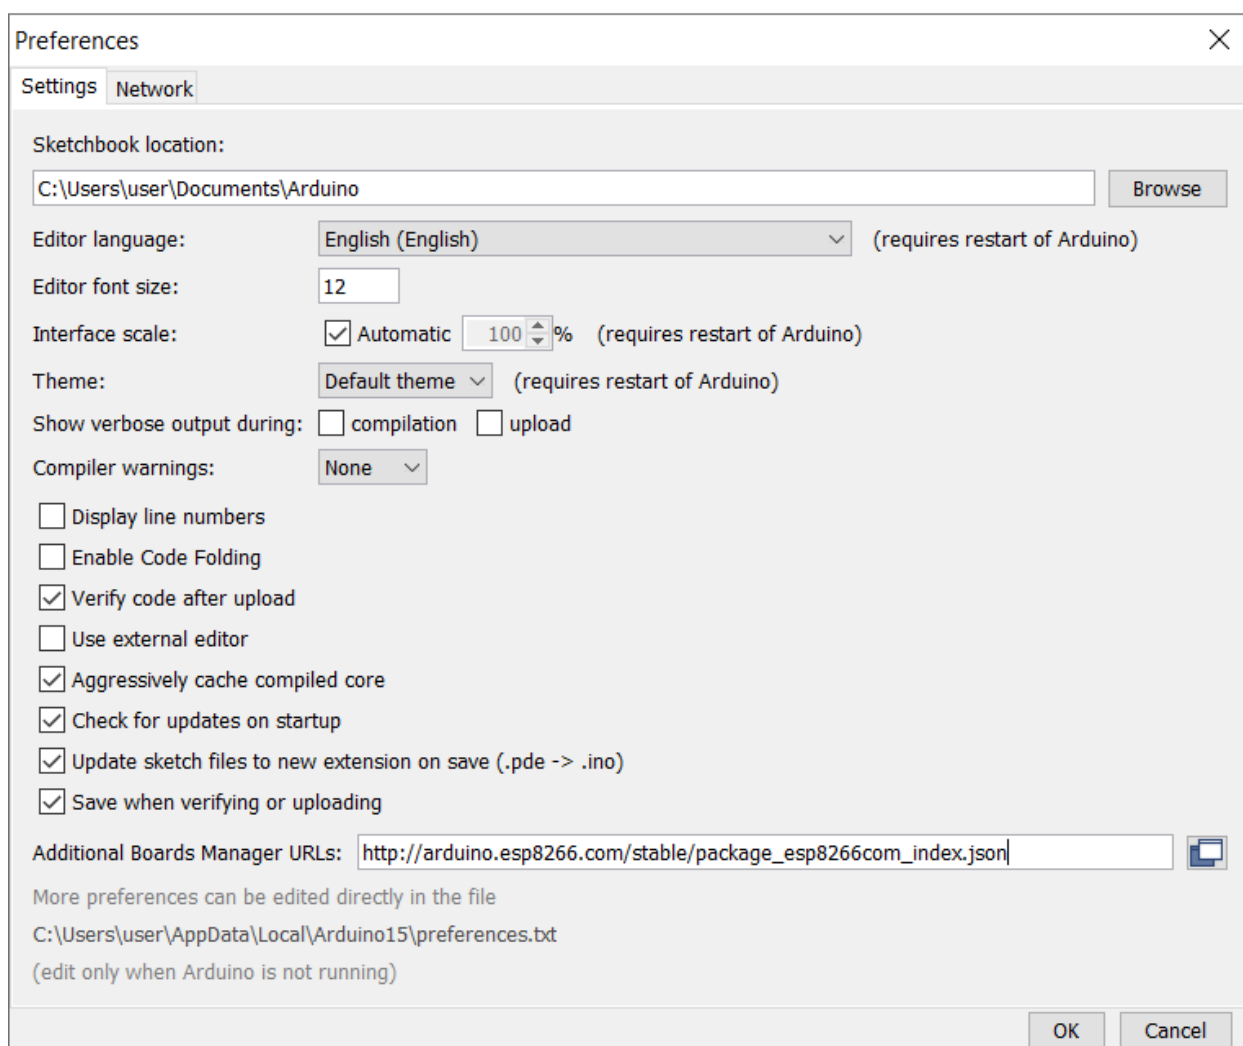 Preferences
Settings Network
Sketchbook location:
C:\Users\user\Documents\Arduino Browse
Editor language: English (English) (requires restart of Arduino)
Editor font size: 12
Interface scale: Automatic 100 % (requires restart of Arduino)
Theme: Default theme (requires restart of Arduino)
Show verbose output during: compilation upload
Compiler warnings: None
Display line numbers
Enable Code Folding
Verify code after upload
Use external editor
Aggressively cache compiled core
Check for updates on startup
Update sketch files to new extension on save (.pde -> .ino)
Save when verifying or uploading
Additional Boards Manager URLs: http://arduino.esp8266.com/stable/package_esp8266com_index.json
More preferences can be edited directly in the file
C:\Users\user\AppData\Local\Arduino15\preferences.txt
(edit only when Arduino is not running)
OK Cancel